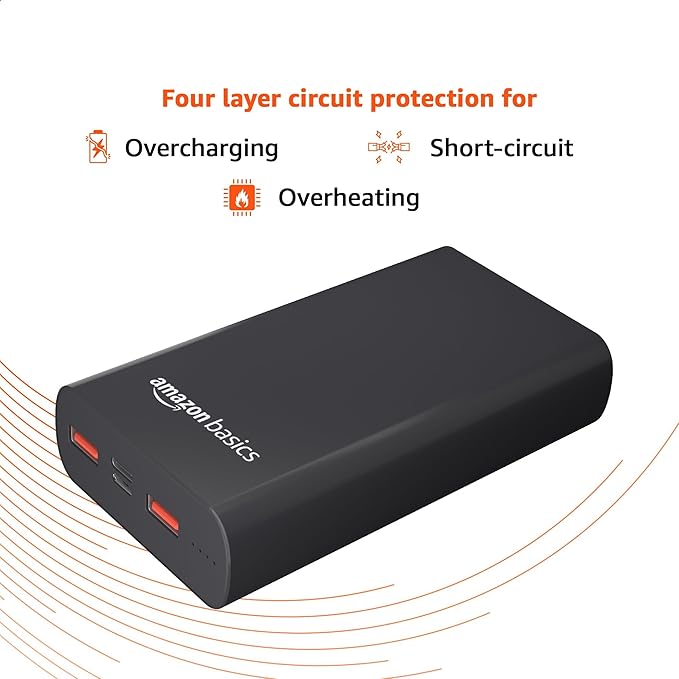 Four layer circuit protection for
Overcharging
Short-circuit
Overheating
amazon basics